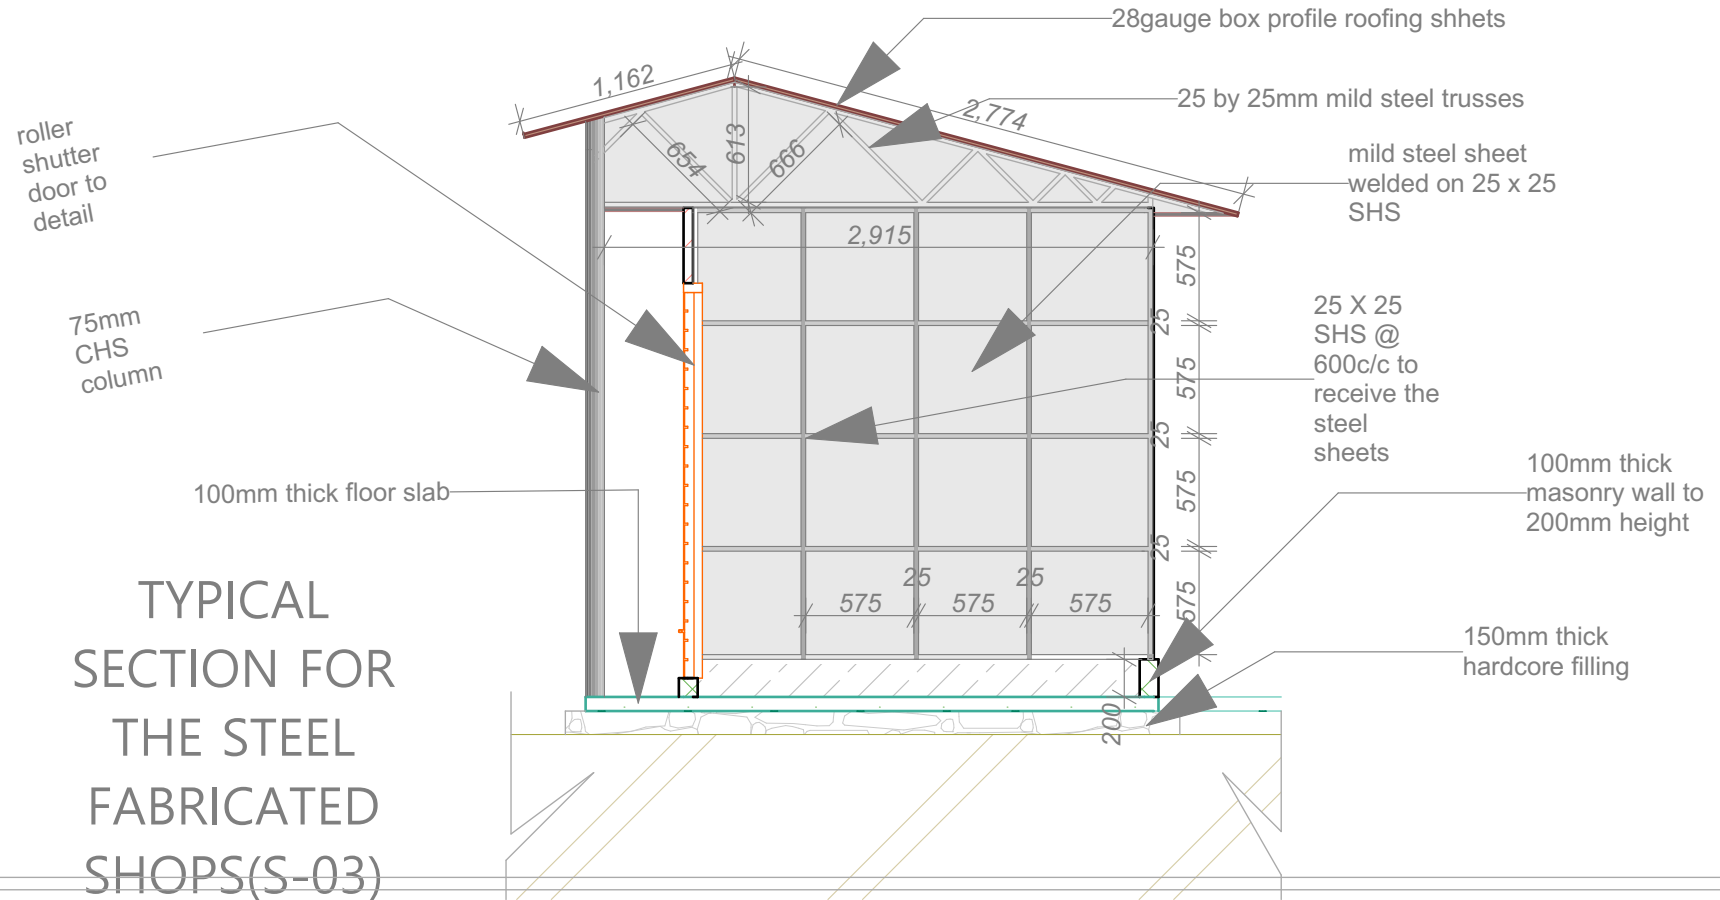 28gauge box profile roofing shhets
1,162
25 by 25mm mild steel trusses
2,774
roller
shutter
door to
detail
654
613
666
mild steel sheet
welded on 25 x 25
SHS
2,915
575
75mm
CHS
column
25
25 X 25
SHS @
600c/c to
receive the
steel
sheets
575
25
100mm thick floor slab
575
100mm thick
masonry wall to
200mm height
25
25
25
575
575
575
575
TYPICAL
SECTION FOR
THE STEEL
FABRICATED
SHOPS(S-03)
150mm thick
hardcore filling
200